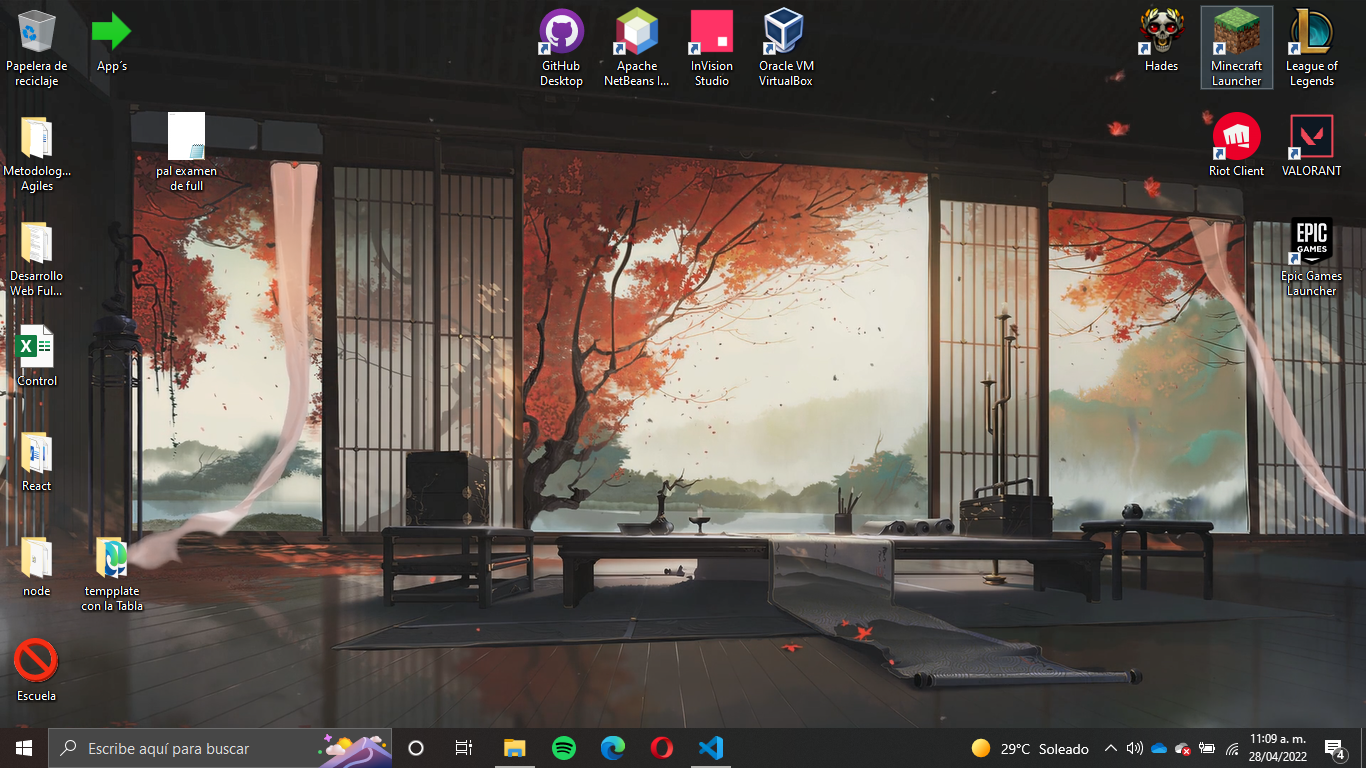 Papelera de
reciclaje
App´s
GitHub
Desktop
Apache
NetBeans I...
InVision
Studio
Oracle VM
VirtualBox
Hades
Minecraft
Launcher
League of
Legends
Metodolog...
Agiles
pal examen
de full
Riot Client
VALORANT
Desarrollo
Web Ful...
EPIC
GAMES
Epic Games
Launcher
Control
React
node
tempplate
con la Tabla
Escuela
Escribe aquí para buscar
29°C Soleado
11:09 a. m.
28/04/2022
4